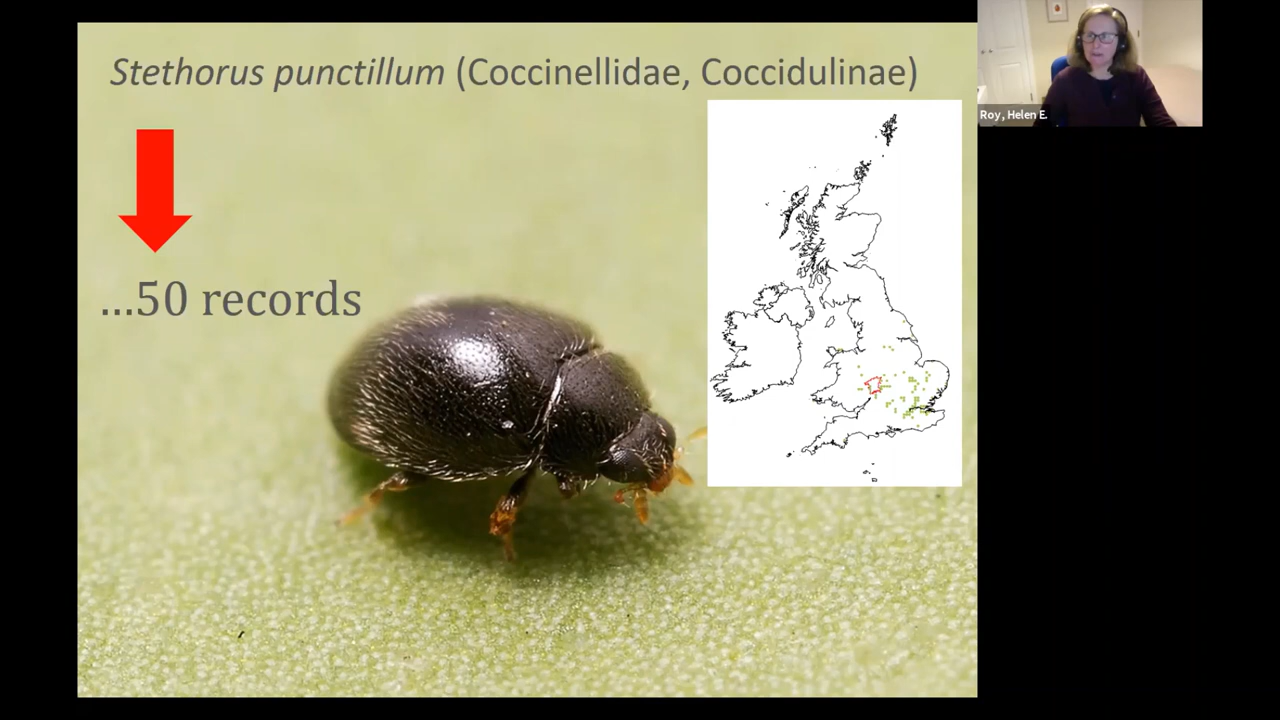 Stethorus punctillum (Coccinellidae, Coccidulinae)
...50 records
Roy, Helen E.